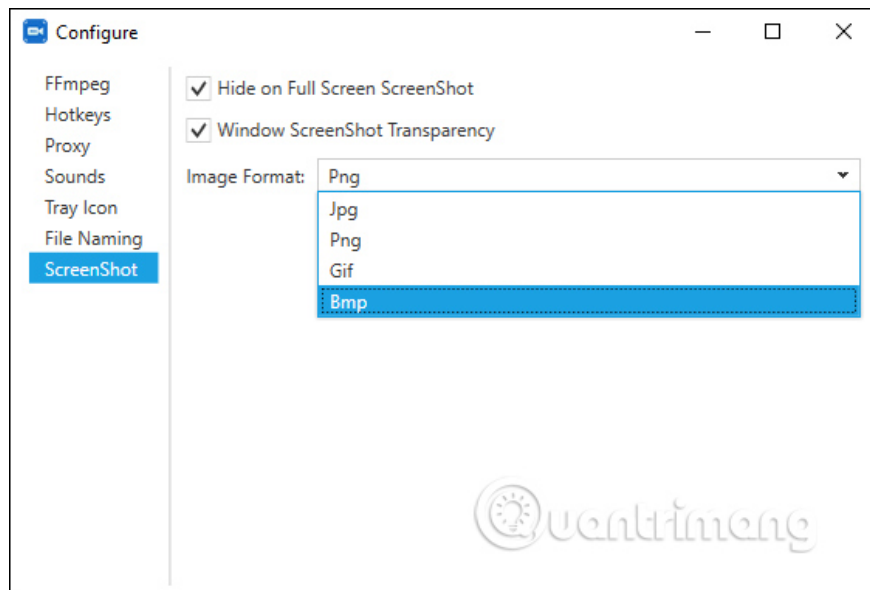 Configure
FFmpeg
Hotkeys
Proxy
Sounds
Tray Icon
File Naming
ScreenShot
Hide on Full Screen ScreenShot
Window ScreenShot Transparency
Image Format: Png
Jpg
Png
Gif
Bmp
Quantrimang